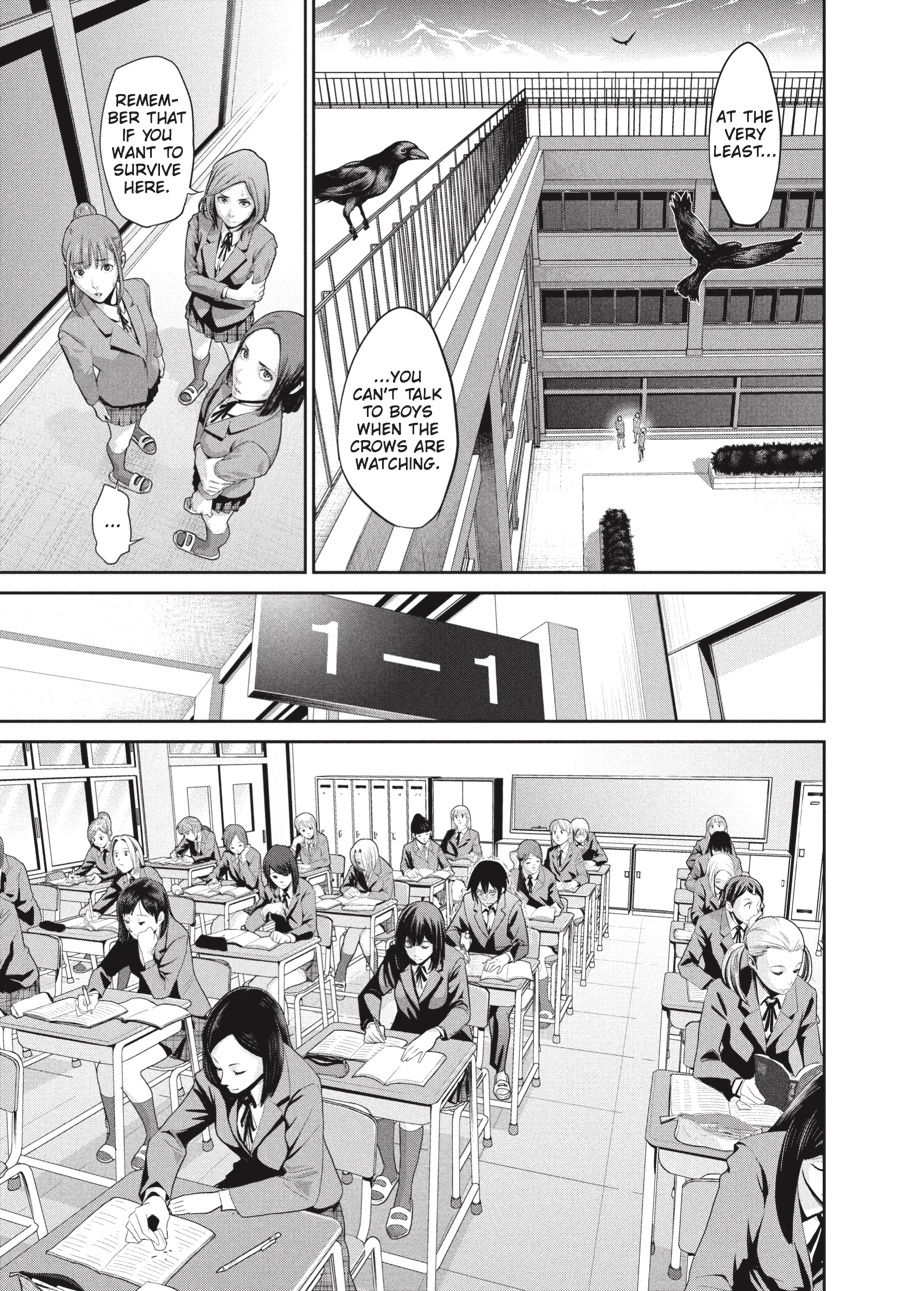 AT THE
VERY
LEAST...
...YOU
CAN'T TALK
TO BOYS
WHEN THE
CROWS ARE
WATCHING.
REMEM-
BER THAT
IF YOU
WANT TO
SURVIVE
HERE.
...
1-1